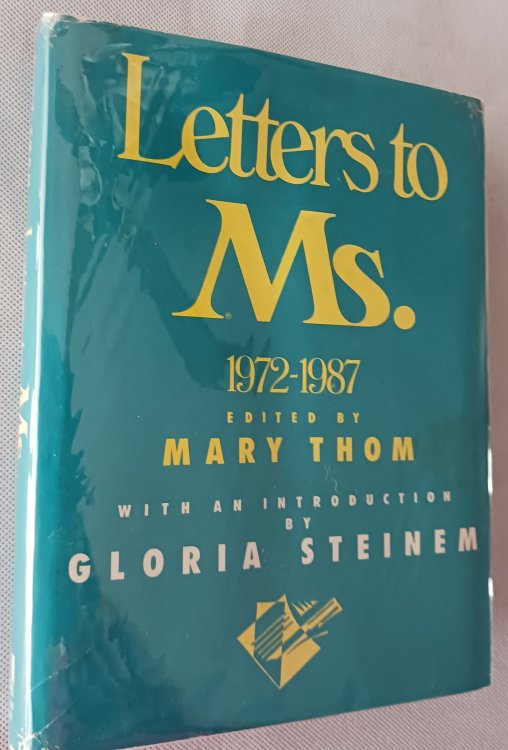 Letters to
Ms.
®
1972-1987
EDITED BY
MARY THOM
WITH AN INTRODUCTION
BY
GLORIA STEINEM